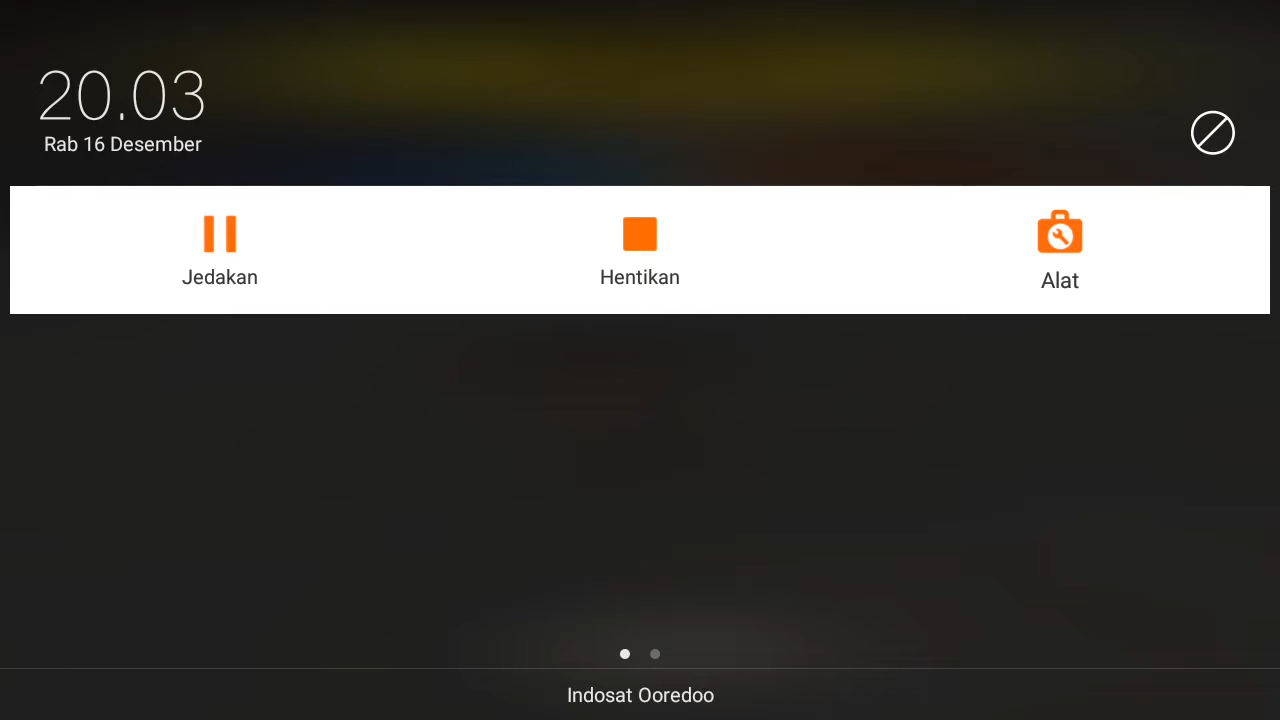 20.03
Rab 16 Desember
Jedakan
Hentikan
Alat
Indosat Ooredoo